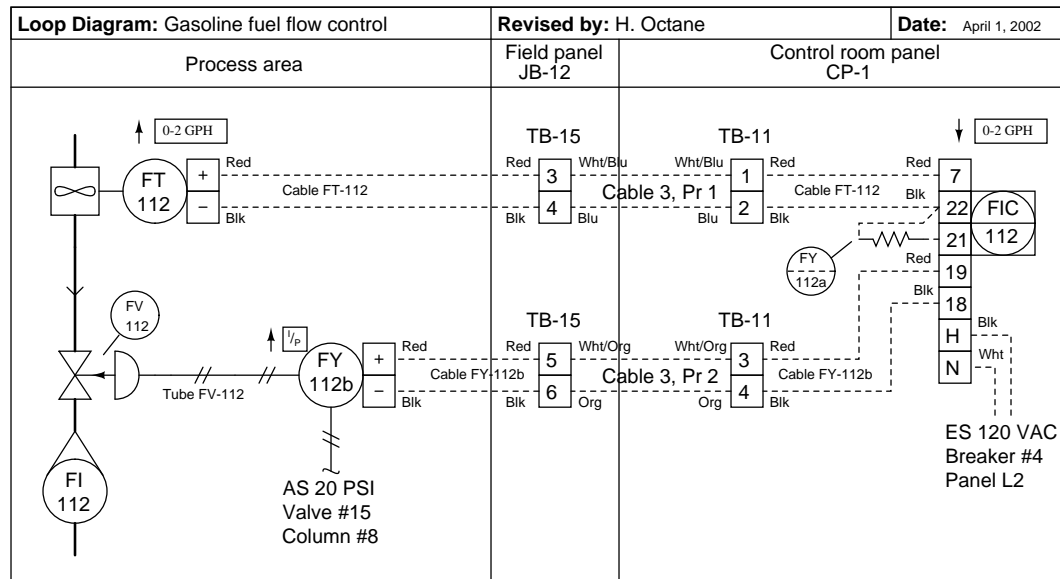 Loop Diagram: Gasoline fuel flow control
Revised by: H. Octane
Date: April 1, 2002
Process area
Field panel
JB-12
Control room panel
CP-1
0-2 GPH
TB-15
TB-11
0-2 GPH
FT
112
+
−
Red
Blk
Cable FT-112
Red
Blk
3
4
Wht/Blu
Blu
Cable 3, Pr 1
Wht/Blu
Blu
1
2
Red
Blk
Cable FT-112
Red
Blk
7
22
21
19
18
H
N
FIC
112
FY
112a
Red
Blk
Blk
Wht
FV
112
I/P
TB-15
TB-11
FY
112b
+
−
Red
Blk
Cable FY-112b
Red
Blk
5
6
Wht/Org
Org
Cable 3, Pr 2
Wht/Org
Org
3
4
Red
Blk
Cable FY-112b
Tube FV-112
FI
112
AS 20 PSI
Valve #15
Column #8
ES 120 VAC
Breaker #4
Panel L2